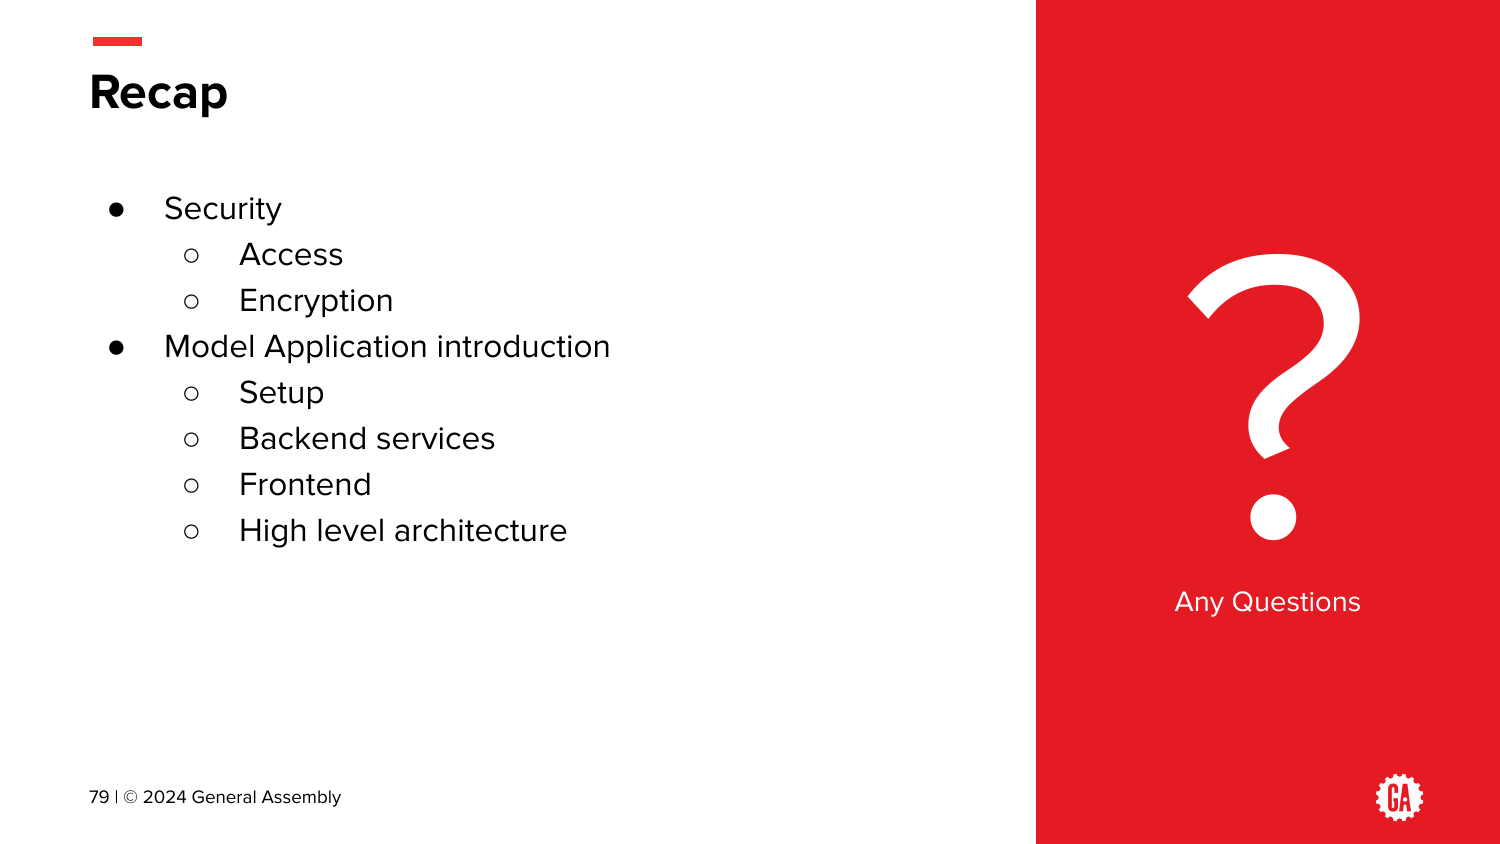 Recap
● Security
○ Access
○ Encryption
● Model Application introduction
○ Setup
○ Backend services
○ Frontend
○ High level architecture
?
Any Questions
79 | © 2024 General Assembly
GA